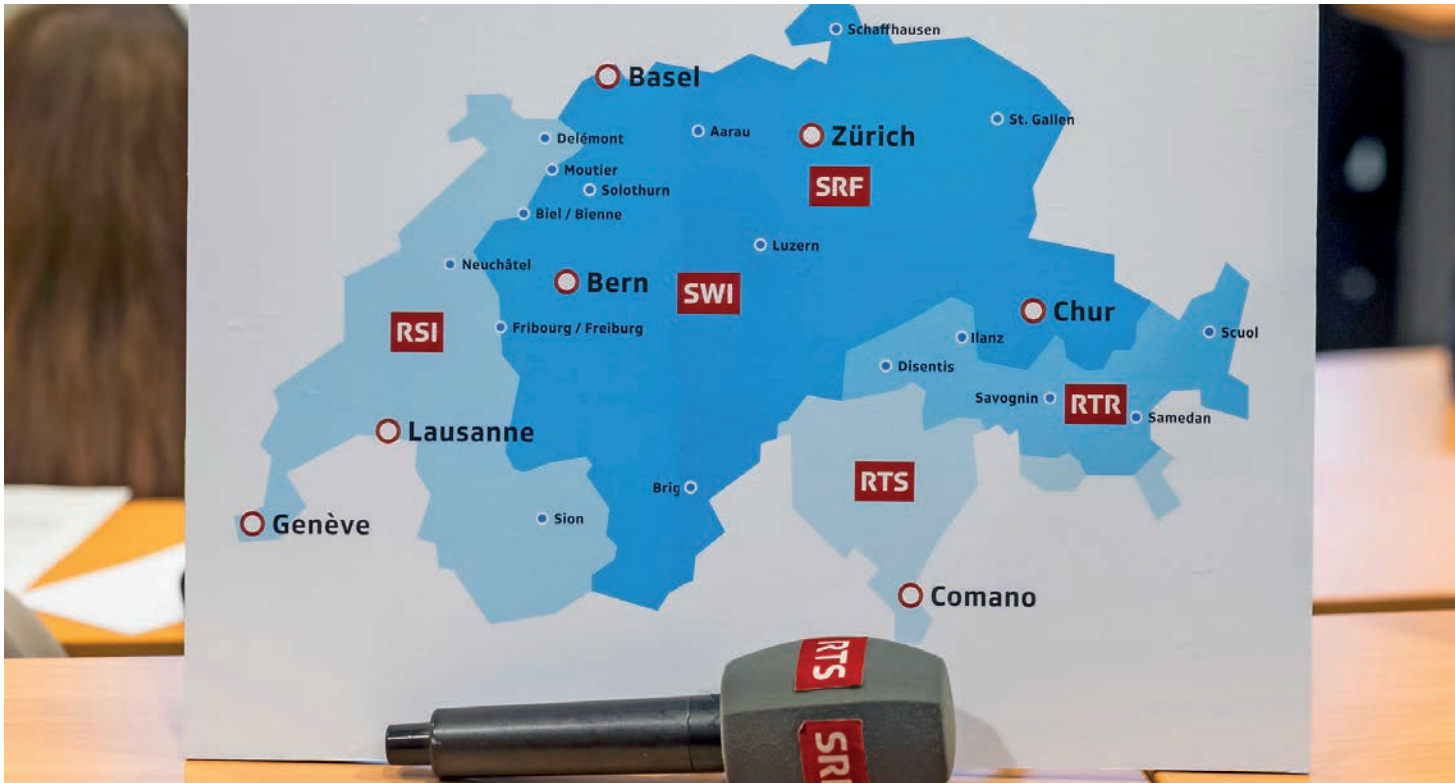 Schaffhausen
Basel
St. Gallen
Aarau
Zürich
Delémont
Moutier
SRF
Solothurn
Biel / Bienne
Luzern
Neuchâtel
Bern
SWI
Chur
RSI
Fribourg / Freiburg
Scuol
Ilanz
Disentis
Savognin
RTR
Samedan
Lausanne
RTS
Brig
Sion
Genève
Comano
RTS
SRF